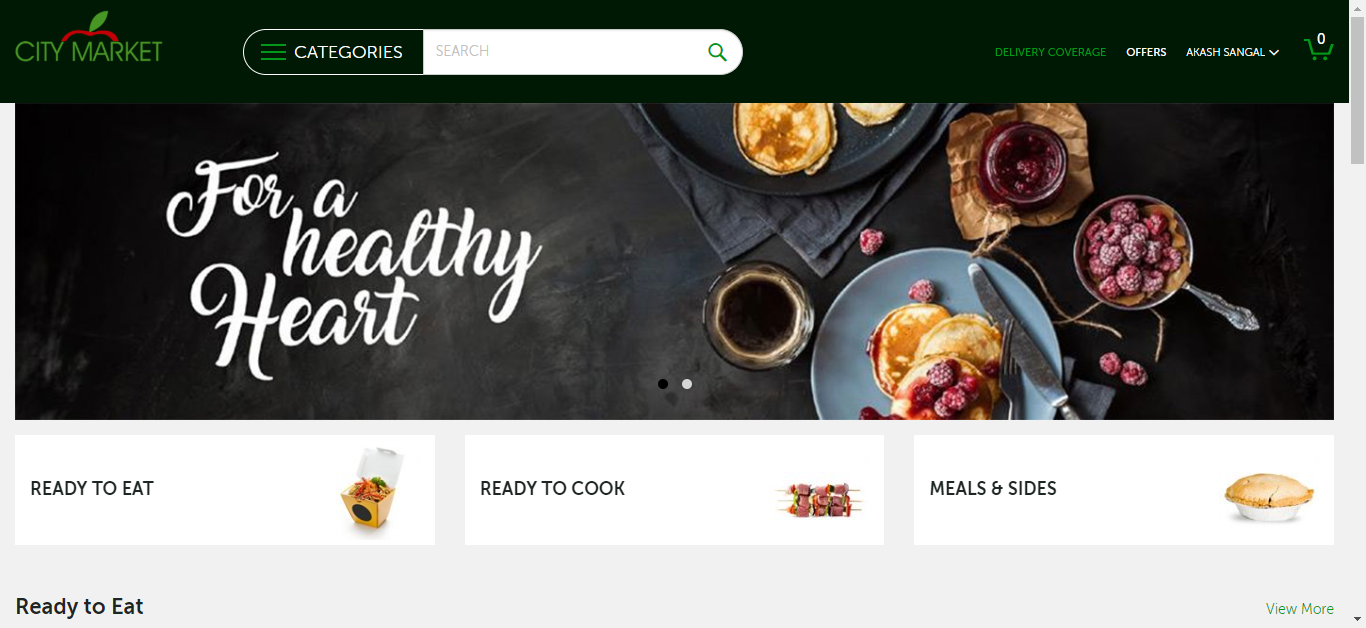 CITY MARKET
CATEGORIES
SEARCH
DELIVERY COVERAGE
OFFERS
AKASH SANGAL
0
For a
healthy
Heart
READY TO EAT
READY TO COOK
MEALS & SIDES
Ready to Eat
View More